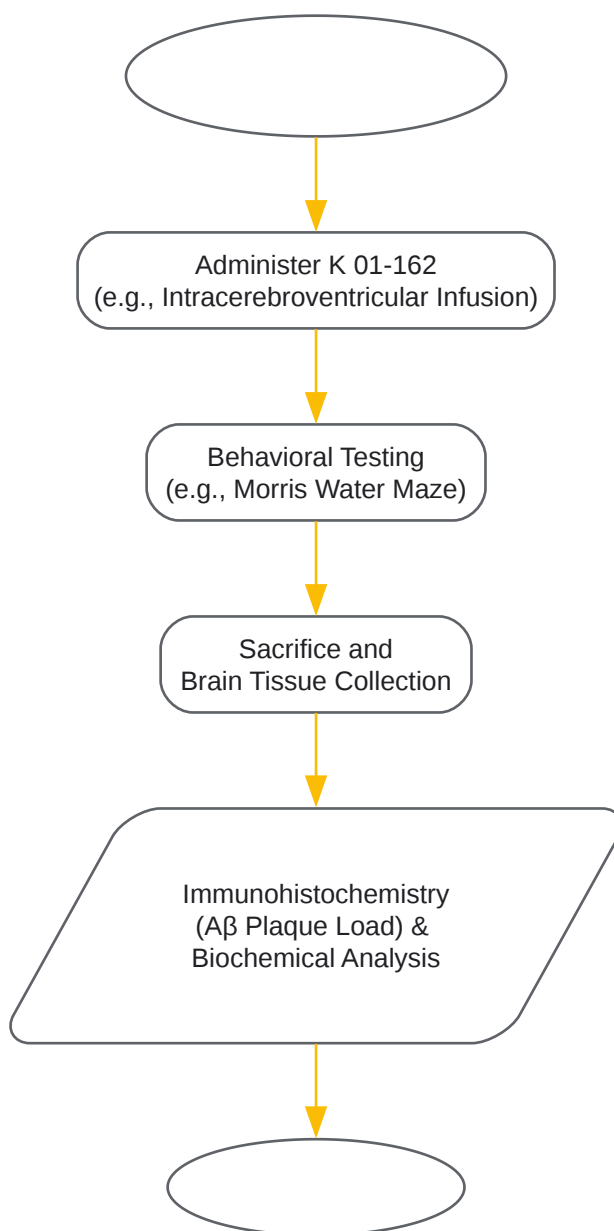 Administer K 01-162
(e.g., Intracerebroventricular Infusion)
Behavioral Testing
(e.g., Morris Water Maze)
Sacrifice and
Brain Tissue Collection
Immunohistochemistry
(Aβ Plaque Load) &
Biochemical Analysis